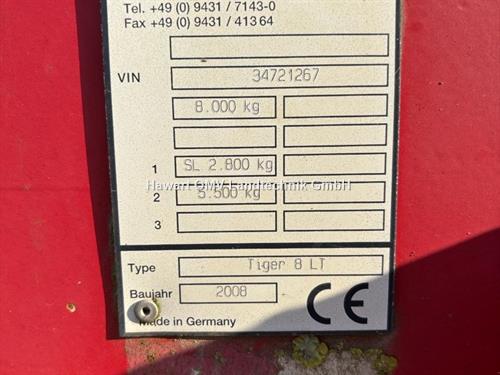 Tel. +49 (0) 9431 / 7143-0
Fax +49 (0) 9431 / 413 64
VIN 34721267
8.000 kg
1 SL 2.800 kg
Hawart OMV Landtechnik GmbH
2 5.500 kg
3
Type Tiger 8 LT
Baujahr 2008 CE
Made in Germany